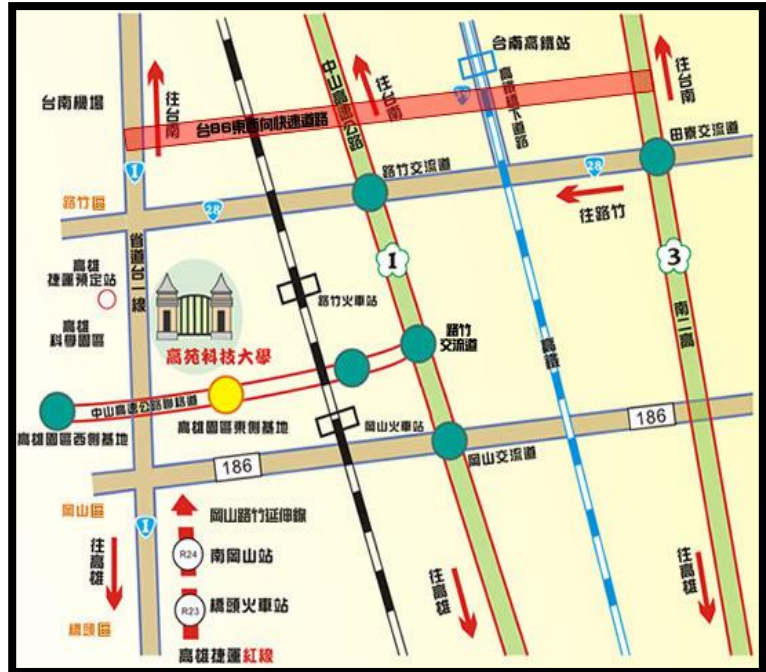 台南高鐵站
台南機場
往台南
中山高速公路
往台南
高鐵橋下道路
往台南
台86東西向快速道路
田寮交流道
1
路竹交流道
28
28
路竹區
往路竹
省道台一線
高雄
捷運預定站
1
3
路竹火車站
南二高
高雄
科學園區
高苑科技大學
路竹
交流道
高鐵
中山高速公路聯絡道
高雄園區西側基地
高雄園區東側基地
岡山火車站
186
186
岡山交流道
岡山區
1
岡山路竹延伸線
往高雄
R24
南岡山站
往高雄
往高雄
R23
橋頭火車站
橋頭區
高雄捷運紅線